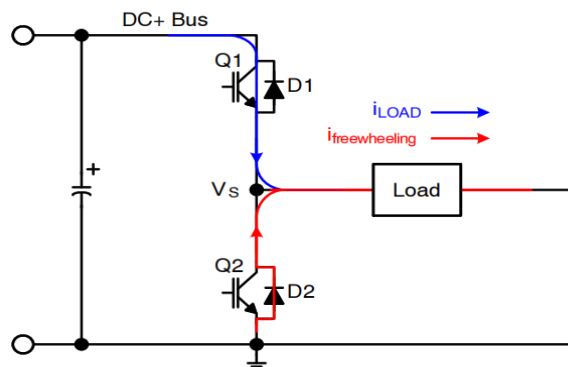 DC+ Bus
Q1
D1
iLOAD
ifreewheeling
+
VS
Load
Q2
D2